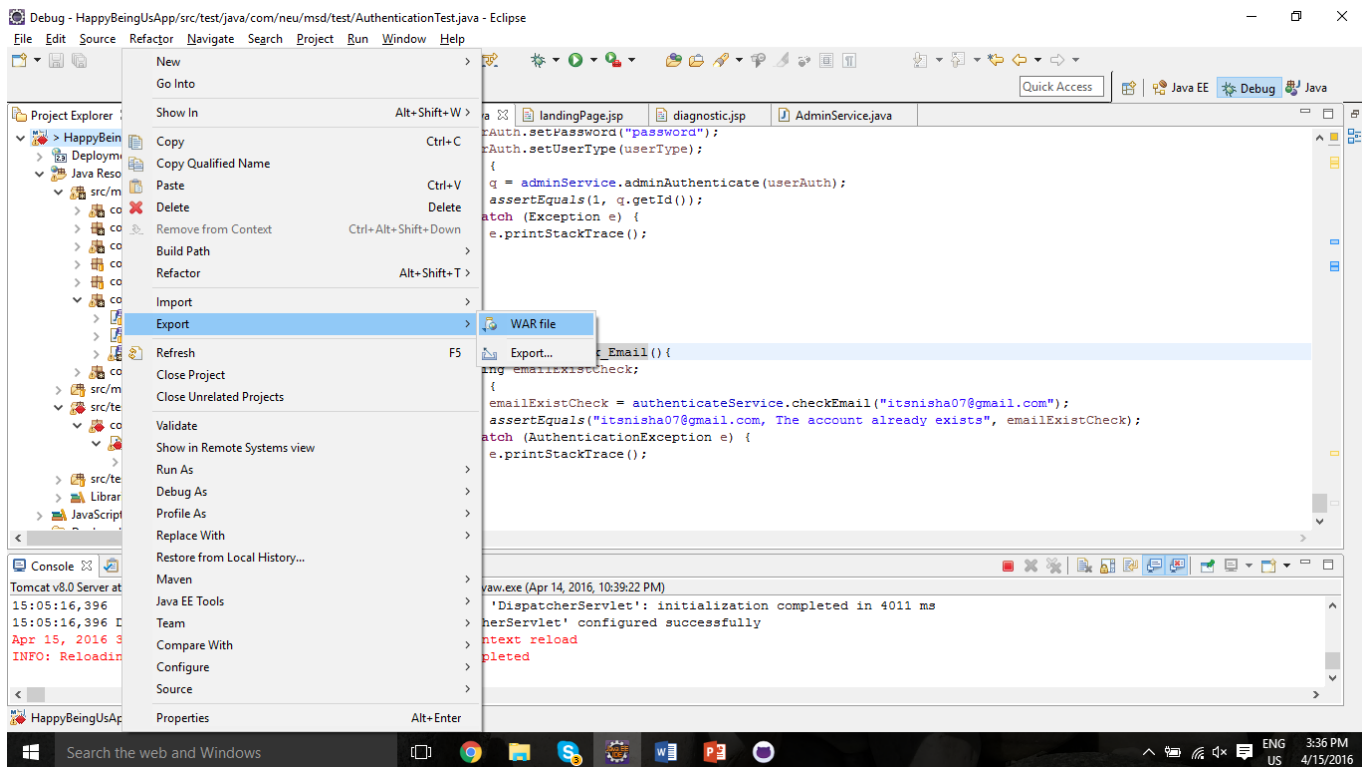 Debug - HappyBeingUsApp/src/test/java/com/neu/msd/test/AuthenticationTest.java - Eclipse
File Edit Source Refactor Navigate Search Project Run Window Help
Quick Access
Java EE
Debug
Java
Project Explorer
landingPage.jsp
diagnostic.jsp
AdminService.java
> HappyBein
Java Reso
src/m
co
co
co
co
co
co
co
src/m
src/te
co
src/te
Librar
JavaScript
New
Go Into
Show In Alt+Shift+W >
Copy Ctrl+C
Copy Qualified Name
Paste Ctrl+V
Delete Delete
Remove from Context Ctrl+Alt+Shift+Down
Build Path >
Refactor Alt+Shift+T >
Import >
Export >
Refresh F5
Close Project
Close Unrelated Projects
Validate
Show in Remote Systems view
Run As >
Debug As >
Profile As >
Replace With >
Restore from Local History...
Maven >
Java EE Tools >
Team >
Compare With >
Configure >
Source >
Properties Alt+Enter
WAR file
Export...
rAuth.setPassword("password");
rAuth.setUserType(userType);
{
q = adminService.adminAuthenticate(userAuth);
assertEquals(1, q.getId());
atch (Exception e) {
e.printStackTrace();
_Email(){
ing emailExistCheck;
{
emailExistCheck = authenticateService.checkEmail("itsnisha07@gmail.com");
assertEquals("itsnisha07@gmail.com, The account already exists", emailExistCheck);
atch (AuthenticationException e) {
e.printStackTrace();
Console
Tomcat v8.0 Server at vaw.exe (Apr 14, 2016, 10:39:22 PM)
15:05:16,396 'DispatcherServlet': initialization completed in 4011 ms
15:05:16,396 D herServlet' configured successfully
Apr 15, 2016 3 ntext reload
INFO: Reloadin pleted
HappyBeingUsAp
Search the web and Windows
ENG
US
3:36 PM
4/15/2016